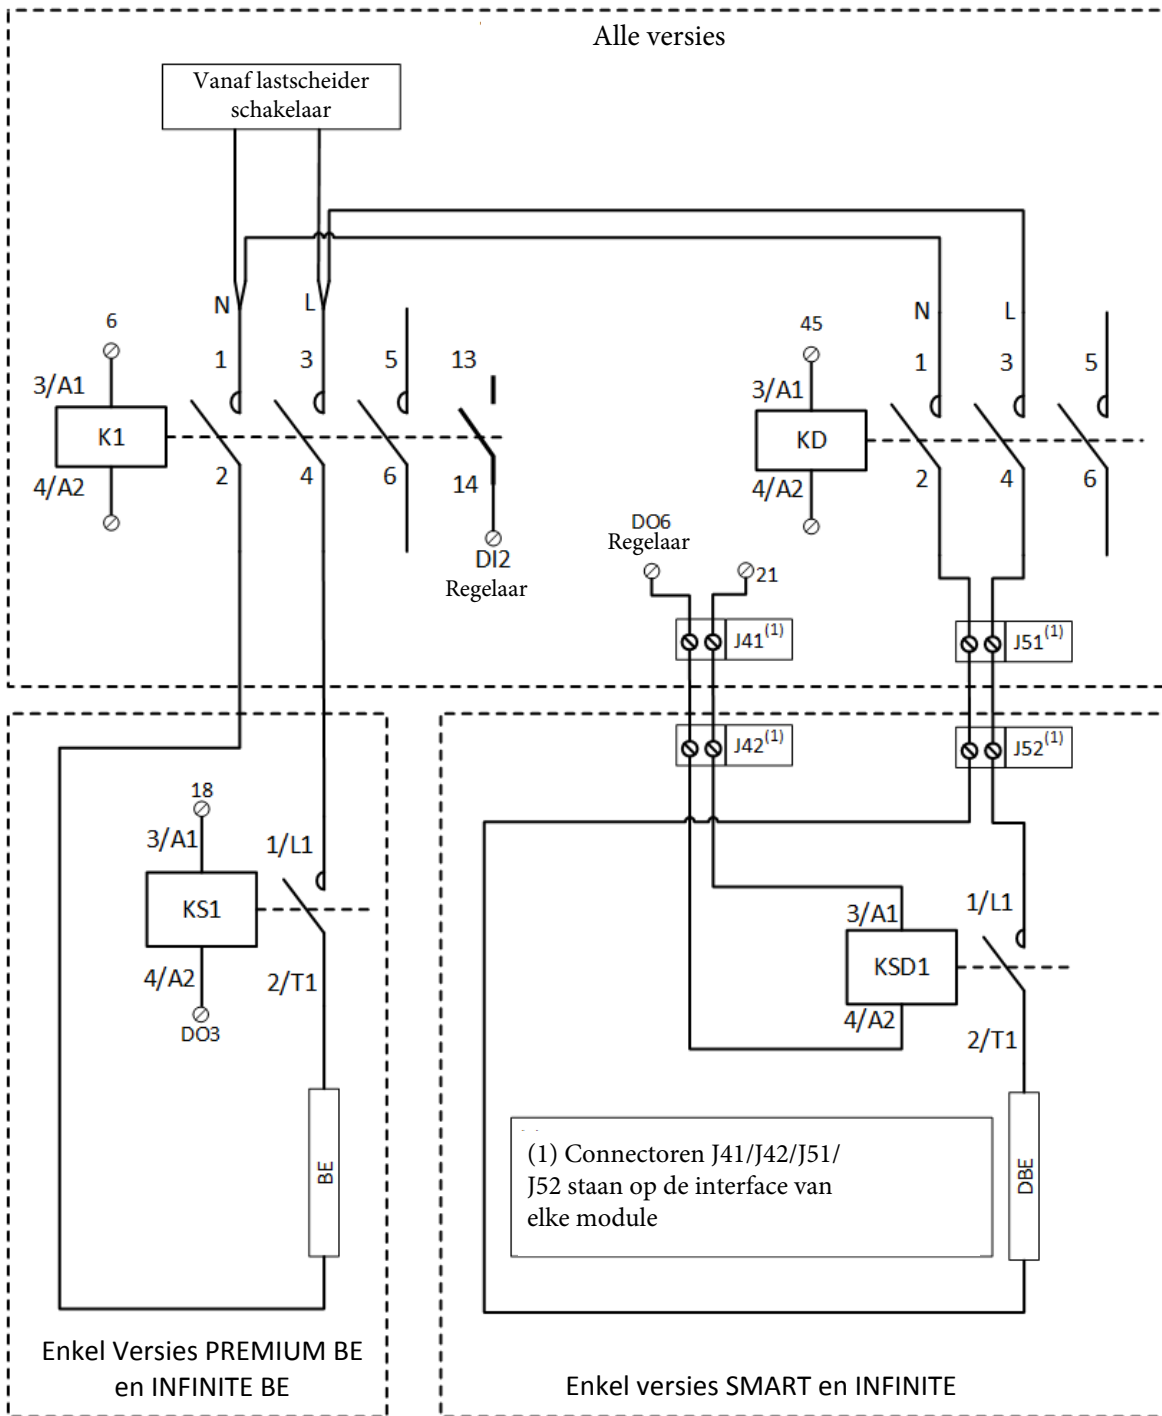 Alle versies
Vanaf lastscheider
schakelaar
N
L
N
L
6
1
3
5
13
45
1
3
5
3/A1
K1
4/A2
3/A1
KD
4/A2
2
4
6
14
2
4
6
DI2
Regelaar
DO6
Regelaar
21
J41(1)
J51(1)
J42(1)
J52(1)
18
3/A1
1/L1
KS1
4/A2
2/T1
DO3
BE
3/A1
1/L1
KSD1
4/A2
2/T1
DBE
(1) Connectoren J41/J42/J51/
J52 staan op de interface van
elke module
Enkel Versies PREMIUM BE
en INFINITE BE
Enkel versies SMART en INFINITE